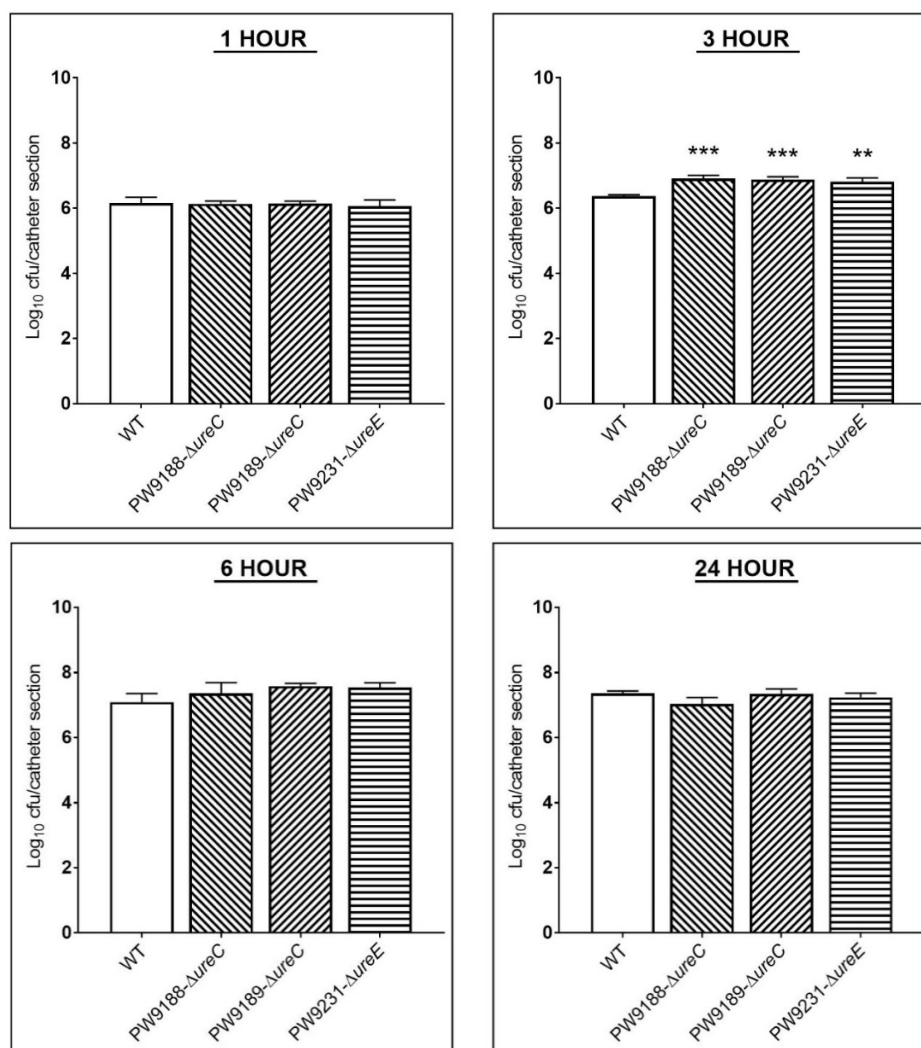 1 HOUR
Log₁₀ cfu/catheter section
10
8
6
4
2
0
WT
PW9188-ΔureC
PW9189-ΔureC
PW9231-ΔureE
3 HOUR
Log₁₀ cfu/catheter section
10
8
6
4
2
0
*** *** **
WT
PW9188-ΔureC
PW9189-ΔureC
PW9231-ΔureE
6 HOUR
Log₁₀ cfu/catheter section
10
8
6
4
2
0
WT
PW9188-ΔureC
PW9189-ΔureC
PW9231-ΔureE
24 HOUR
Log₁₀ cfu/catheter section
10
8
6
4
2
0
WT
PW9188-ΔureC
PW9189-ΔureC
PW9231-ΔureE